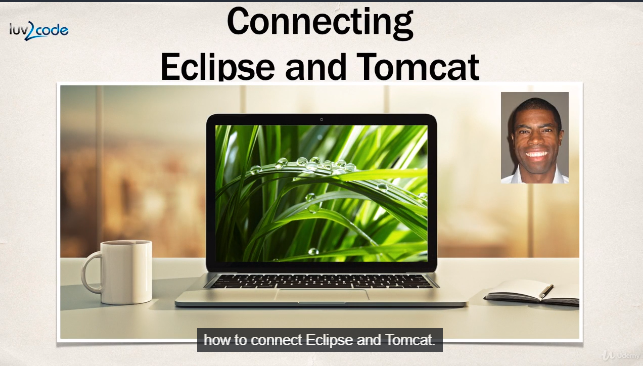 luv2code
Connecting
Eclipse and Tomcat
how to connect Eclipse and Tomcat.